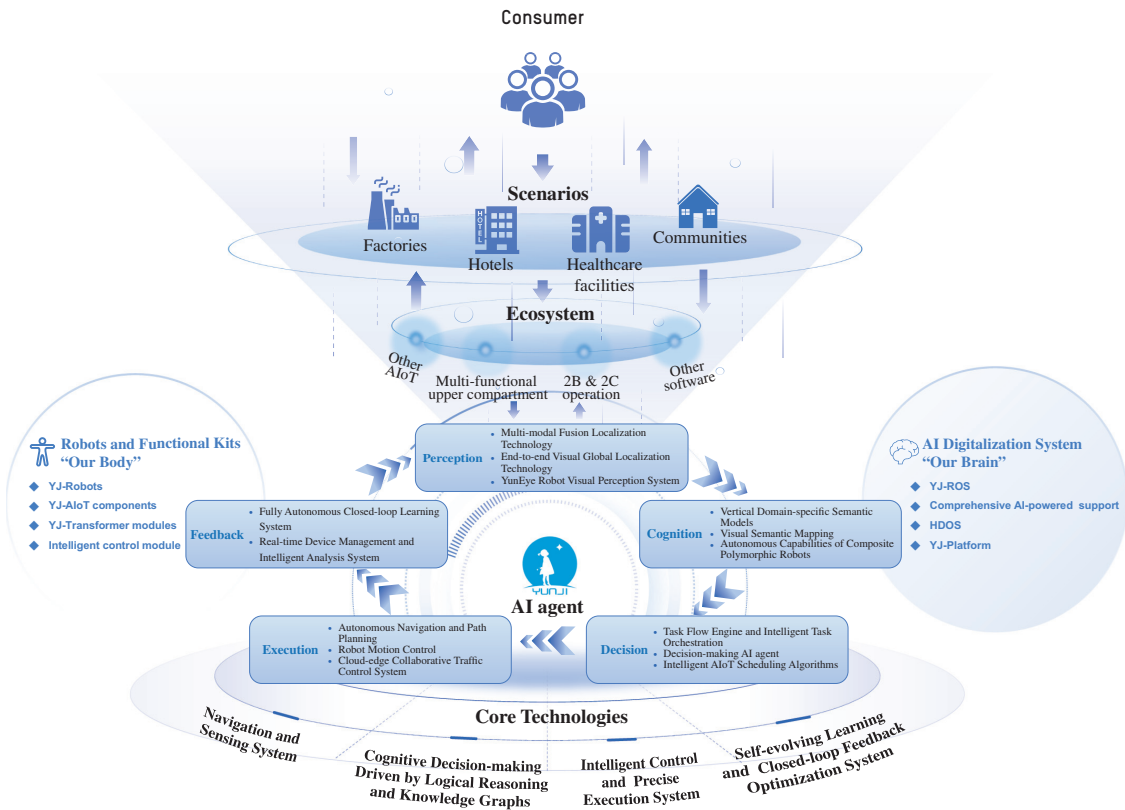 Consumer
Scenarios
Factories
HOTEL
Hotels
Healthcare
facilities
Communities
Ecosystem
Other
AIoT
Multi-functional
upper compartment
2B & 2C
operation
Other
software
Robots and Functional Kits
“Our Body”
YJ-Robots
YJ-AIoT components
YJ-Transformer modules
Intelligent control module
AI Digitalization System
“Our Brain”
YJ-ROS
Comprehensive AI-powered support
HDOS
YJ-Platform
Perception
• Multi-modal Fusion Localization
Technology
• End-to-end Visual Global Localization
Technology
• YunEye Robot Visual Perception System
Feedback
• Fully Autonomous Closed-loop Learning
System
• Real-time Device Management and
Intelligent Analysis System
Cognition
• Vertical Domain-specific Semantic
Models
• Visual Semantic Mapping
• Autonomous Capabilities of Composite
Polymorphic Robots
YUNJI
AI agent
Execution
• Autonomous Navigation and Path
Planning
• Robot Motion Control
• Cloud-edge Collaborative Traffic
Control System
Decision
• Task Flow Engine and Intelligent Task
Orchestration
• Decision-making AI agent
• Intelligent AIoT Scheduling Algorithms
Core Technologies
Navigation and
Sensing System
Cognitive Decision-making
Driven by Logical Reasoning
and Knowledge Graphs
Intelligent Control
and Precise
Execution System
Self-evolving Learning
and Closed-loop Feedback
Optimization System